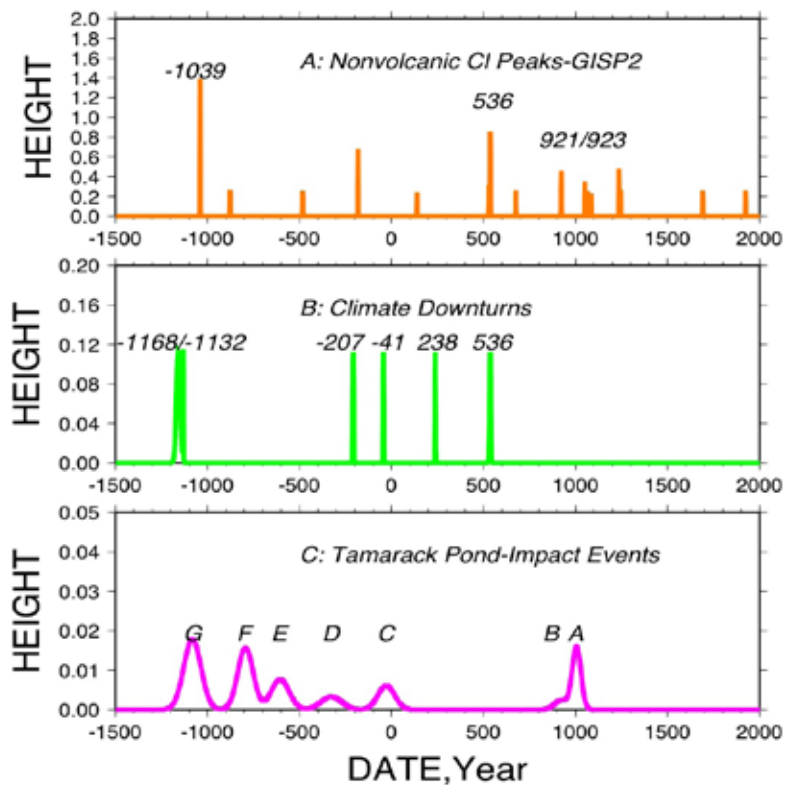 HEIGHT
2.0
1.8
1.6
1.4
1.2
1.0
0.8
0.6
0.4
0.2
0.0
A: Nonvolcanic Cl Peaks-GISP2
-1039
536
921/923
-1500 -1000 -500 0 500 1000 1500 2000
HEIGHT
0.20
0.16
0.12
0.08
0.04
0.00
B: Climate Downturns
-1168/-1132 -207 -41 238 536
-1500 -1000 -500 0 500 1000 1500 2000
HEIGHT
0.05
0.04
0.03
0.02
0.01
0.00
C: Tamarack Pond-Impact Events
G F E D C B A
-1500 -1000 -500 0 500 1000 1500 2000
DATE,Year